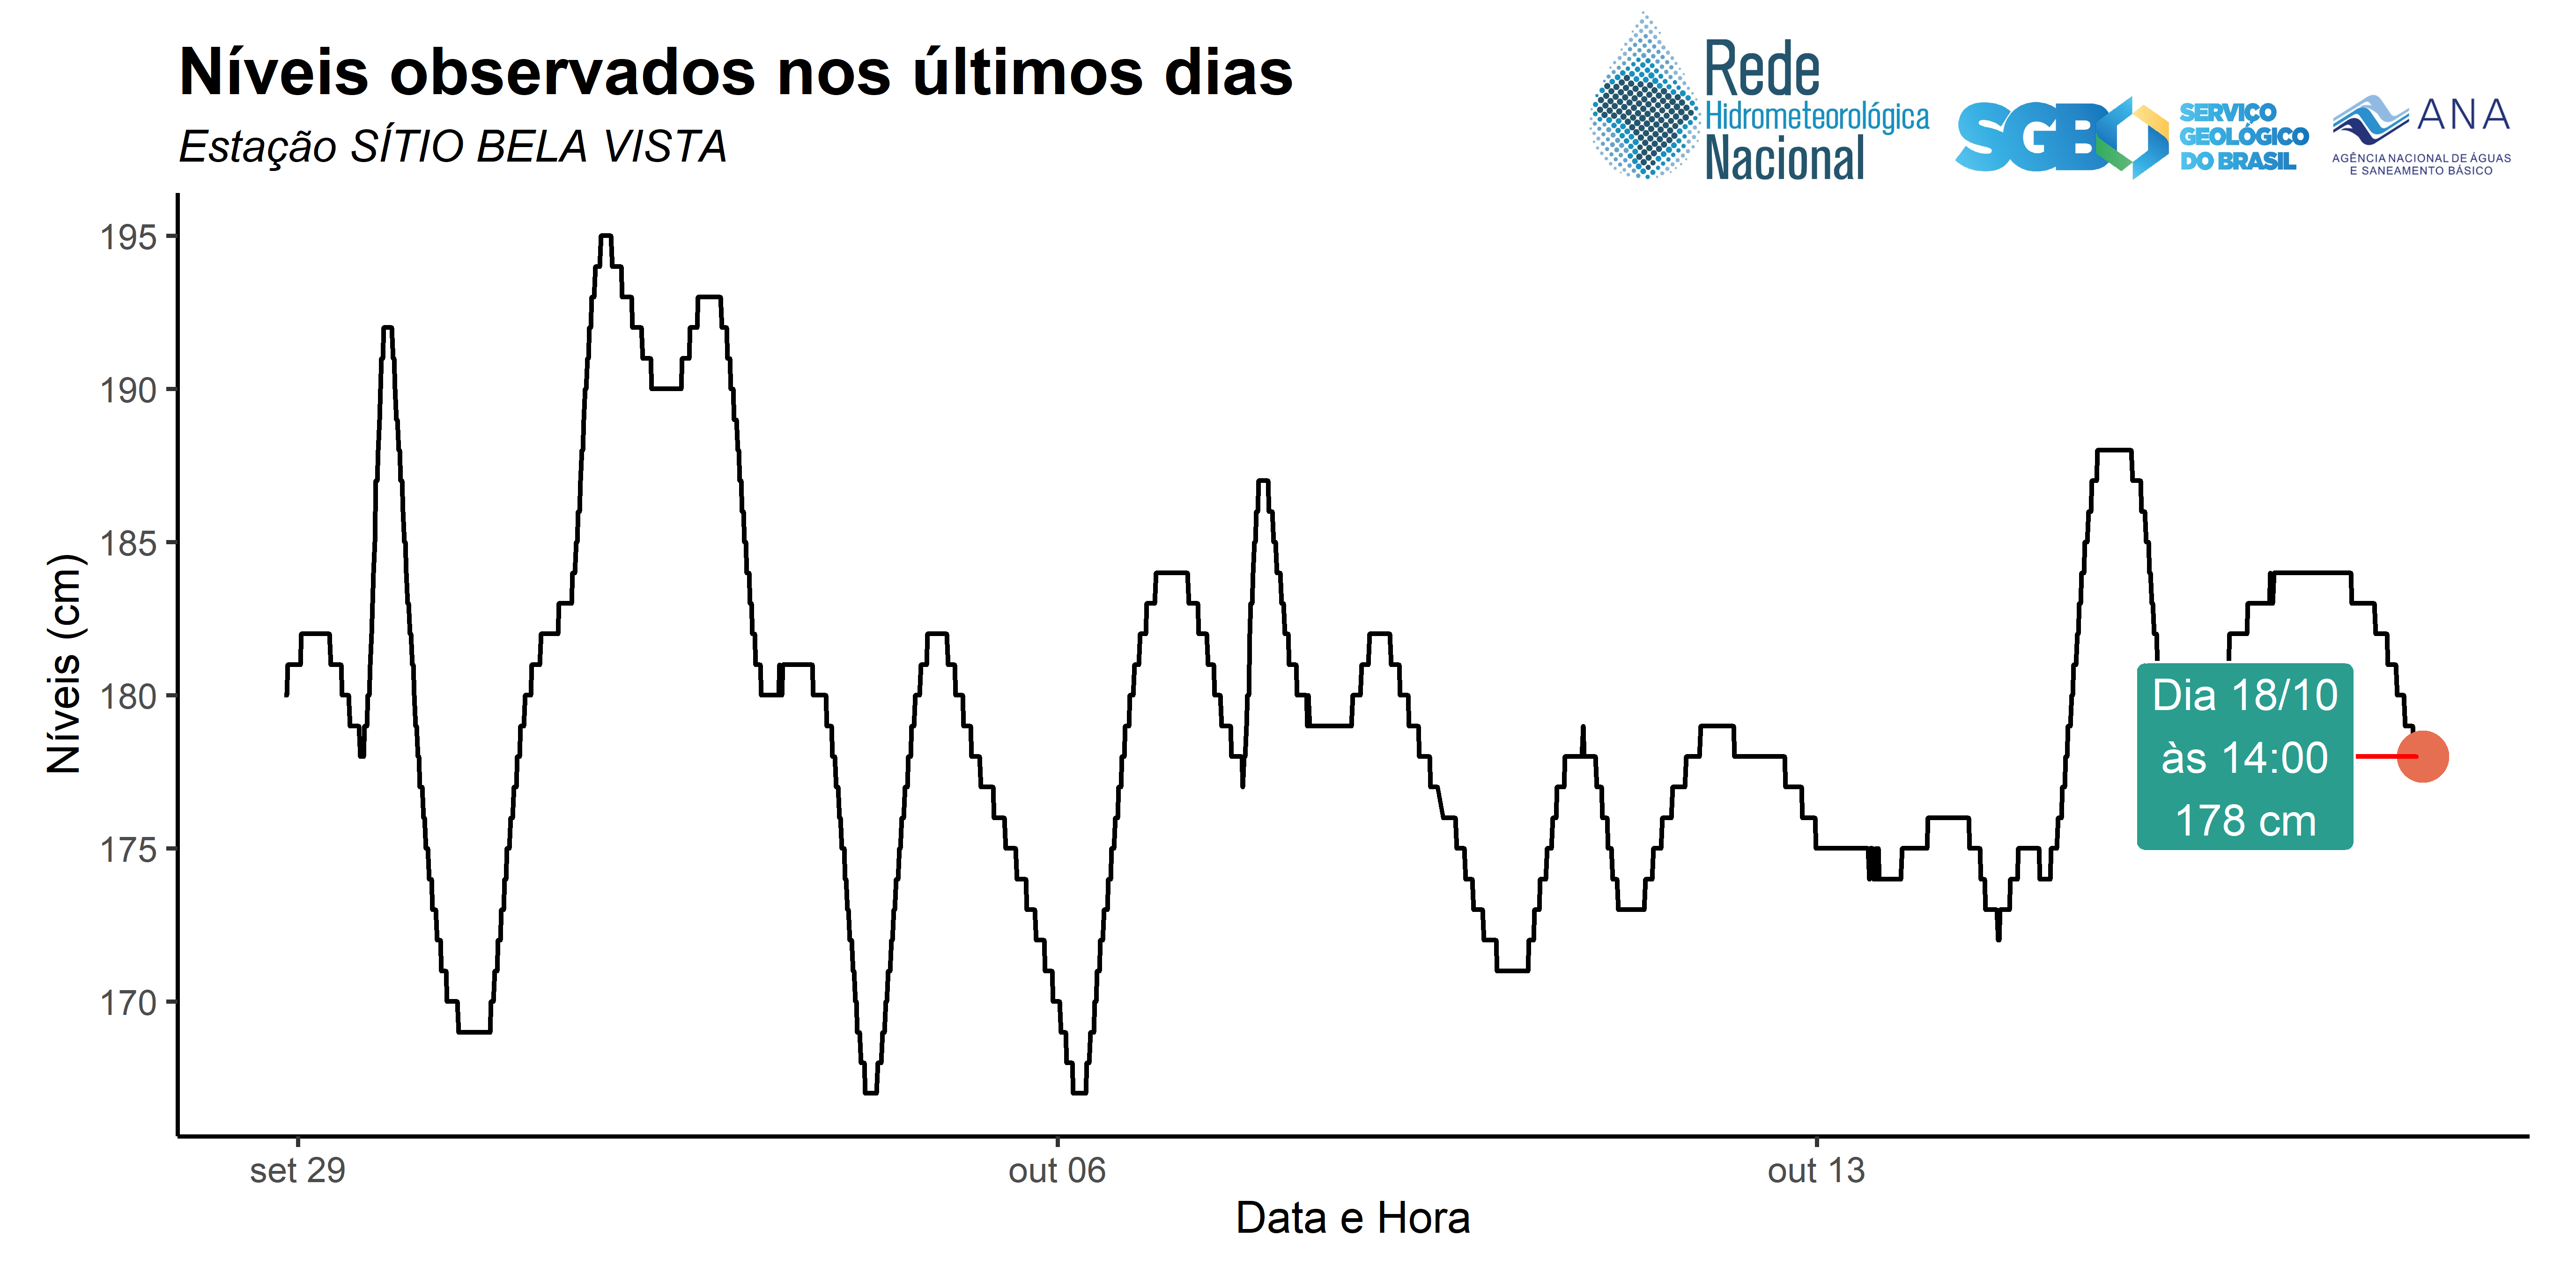 Níveis observados nos últimos dias
Estação SÍTIO BELA VISTA
Rede
Hidrometeorológica
Nacional
SGB
SERVIÇO
GEOLÓGICO
DO BRASIL
ANA
AGÊNCIA NACIONAL DE ÁGUAS
E SANEAMENTO BÁSICO
Níveis (cm)
195
190
185
180
175
170
Dia 18/10
às 14:00
178 cm
set 29
out 06
out 13
Data e Hora